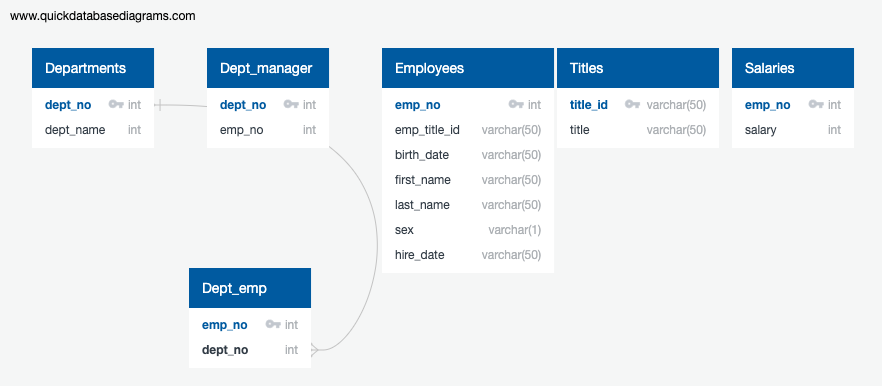 www.quickdatabasediagrams.com
Departments
dept_no int
dept_name int
Dept_manager
dept_no int
emp_no int
Employees
emp_no int
emp_title_id varchar(50)
birth_date varchar(50)
first_name varchar(50)
last_name varchar(50)
sex varchar(1)
hire_date varchar(50)
Titles
title_id varchar(50)
title varchar(50)
Salaries
emp_no int
salary int
Dept_emp
emp_no int
dept_no int